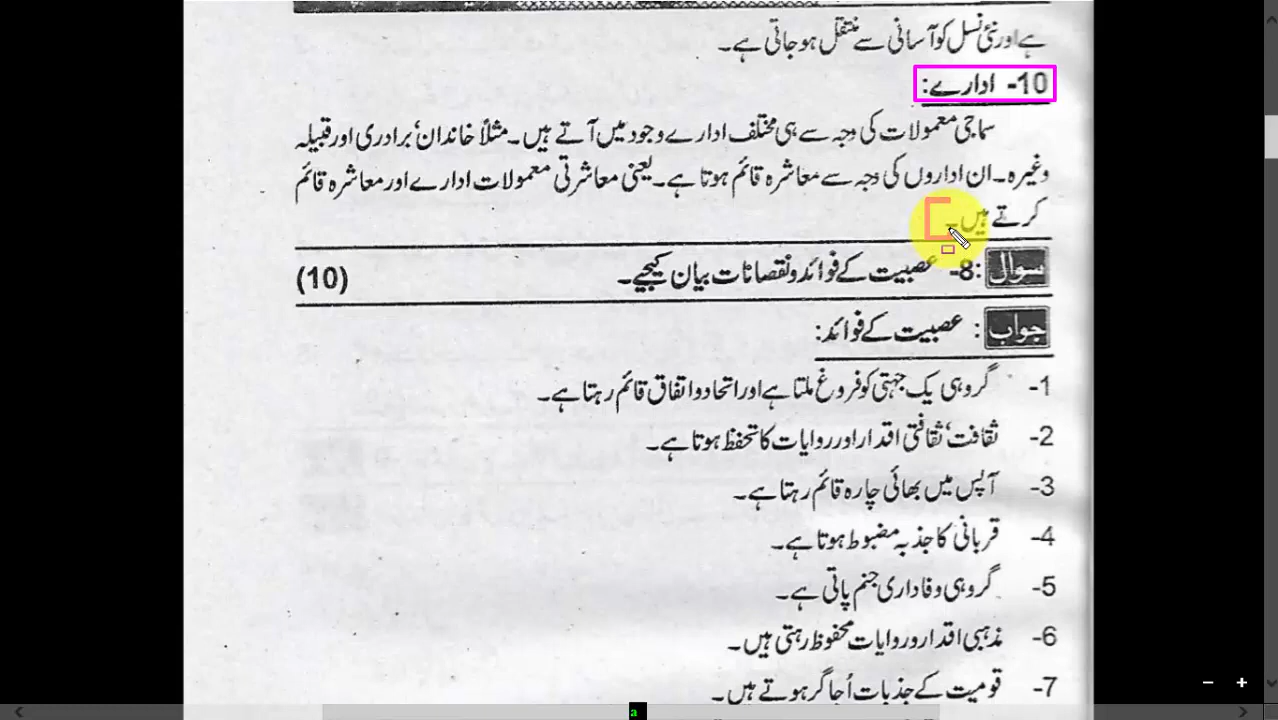 ہے اور نئی نسل کو آسانی سے منتقل ہو جاتی ہے۔
10- ادارے:
سماجی معمولات کی وجہ سے ہی مختلف ادارے وجود میں آتے ہیں۔ مثلاً خاندان' برادری اور قبیلہ
وغیرہ۔ ان اداروں کی وجہ سے معاشرہ قائم ہوتا ہے۔ یعنی معاشرتی معمولات ادارے اور معاشرہ قائم
کرتے ہیں۔
سوال :8- عصبیت کے فوائد و نقصانات بیان کیجیے۔ (10)
جواب : عصبیت کے فوائد:
1- گروہی یک جہتی کو فروغ ملتا ہے اور اتحاد و اتفاق قائم رہتا ہے۔
2- ثقافت' ثقافتی اقدار اور روایات کا تحفظ ہوتا ہے۔
3- آپس میں بھائی چارہ قائم رہتا ہے۔
4- قربانی کا جذبہ مضبوط ہوتا ہے۔
5- گروہی وفاداری جنم پاتی ہے۔
6- مذہبی اقدار و روایات محفوظ رہتی ہیں۔
7- قومیت کے جذبات اُجاگر ہوتے ہیں۔
a